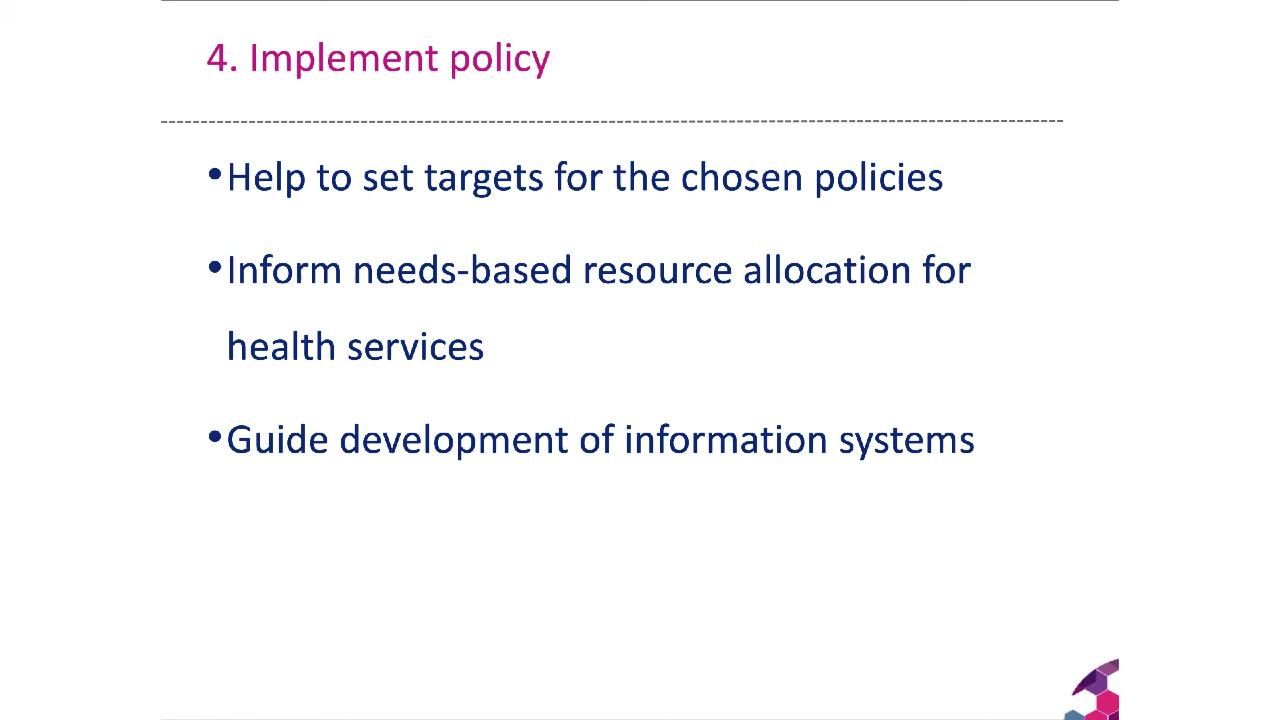 4. Implement policy
•Help to set targets for the chosen policies
•Inform needs-based resource allocation for
health services
•Guide development of information systems